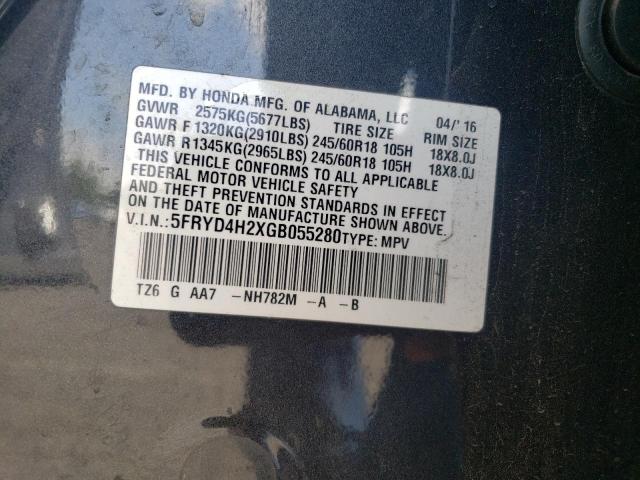 MFD. BY HONDA MFG. OF ALABAMA, LLC 04/'16
GVWR 2575KG(5677LBS) TIRE SIZE RIM SIZE
GAWR F 1320KG(2910LBS) 245/60R18 105H 18X8.0J
GAWR R 1345KG(2965LBS) 245/60R18 105H 18X8.0J
THIS VEHICLE CONFORMS TO ALL APPLICABLE
FEDERAL MOTOR VEHICLE SAFETY
AND THEFT PREVENTION STANDARDS IN EFFECT
ON THE DATE OF MANUFACTURE SHOWN ABOVE.
V.I.N.:5FRYD4H2XGB055280TYPE: MPV
TZ6 G AA7 -NH782M -A -B